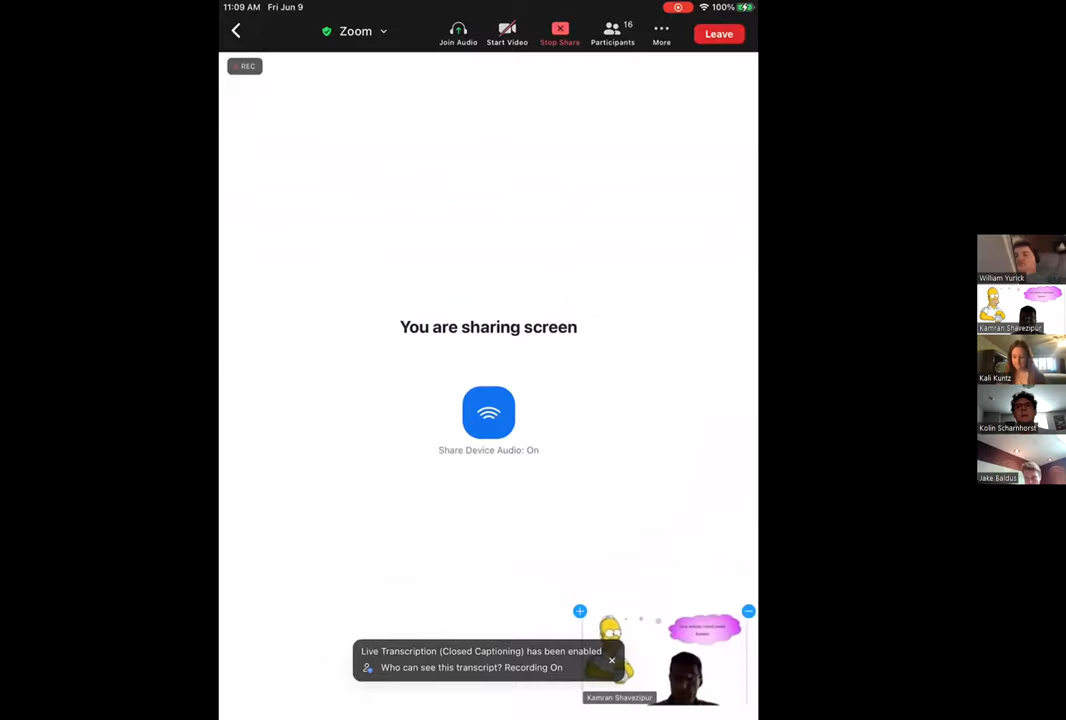 11:09 AM Fri Jun 9
100%
Zoom
Join Audio
Start Video
Stop Share
16
Participants
More
Leave
REC
You are sharing screen
Share Device Audio: On
Live Transcription (Closed Captioning) has been enabled
Who can see this transcript? Recording On
Kamran Shavezipur
William Yurick
Kamran Shavezipur
Kali Kuntz
Kolin Scharnhorst
Jake Baldus